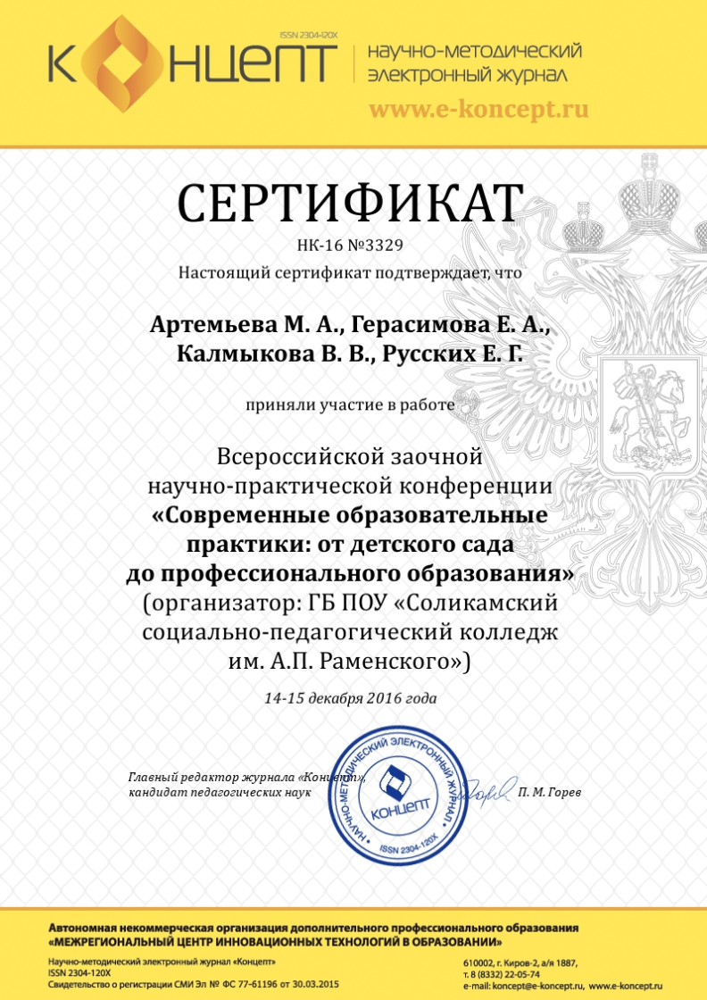 ISSN 2304-120X
КОНЦЕПТ
научно-методический
электронный журнал
www.e-koncept.ru
СЕРТИФИКАТ
НК-16 №3329
Настоящий сертификат подтверждает, что
Артемьева М. А., Герасимова Е. А.,
Калмыкова В. В., Русских Е. Г.
приняли участие в работе
Всероссийской заочной
научно-практической конференции
«Современные образовательные
практики: от детского сада
до профессионального образования»
(организатор: ГБ ПОУ «Соликамский
социально-педагогический колледж
им. А.П. Раменского»)
14-15 декабря 2016 года
Главный редактор журнала «Концепт»,
кандидат педагогических наук
П. М. Горев
НАУЧНО-МЕТОДИЧЕСКИЙ ЭЛЕКТРОННЫЙ ЖУРНАЛ
КОНЦЕПТ
ISSN 2304-120X
Автономная некоммерческая организация дополнительного профессионального образования
«МЕЖРЕГИОНАЛЬНЫЙ ЦЕНТР ИННОВАЦИОННЫХ ТЕХНОЛОГИЙ В ОБРАЗОВАНИИ»
Научно-методический электронный журнал «Концепт»
ISSN 2304-120X
Свидетельство о регистрации СМИ Эл № ФС 77-61196 от 30.03.2015
610002, г. Киров-2, а/я 1887,
т. 8 (8332) 22-05-74
e-mail: koncept@e-koncept.ru, www.e-koncept.ru